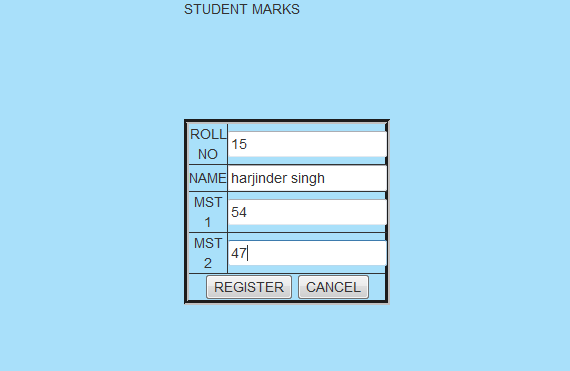 STUDENT MARKS
ROLL
NO
15
NAME
harjinder singh
MST
1
54
MST
2
47
REGISTER CANCEL